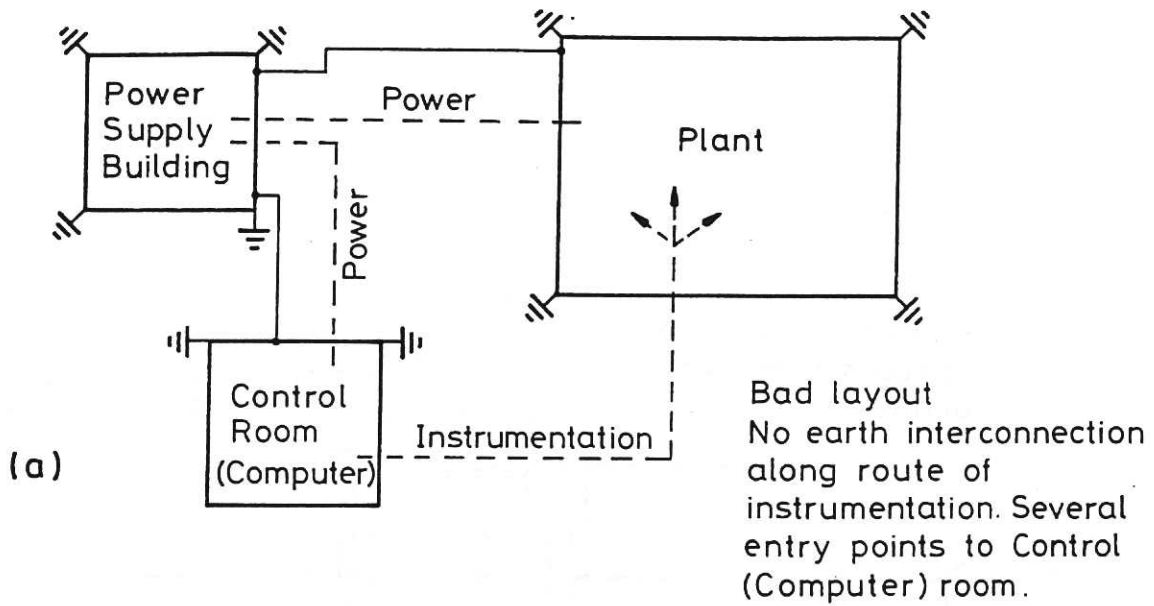 Power
Supply
Building
Power
Power
Plant
Control
Room
(Computer)
Instrumentation
(a)
Bad layout
No earth interconnection
along route of
instrumentation. Several
entry points to Control
(Computer) room.